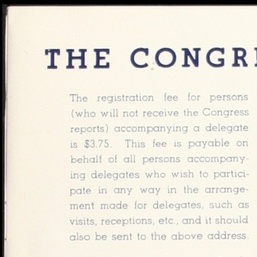 THE CONGR
The registration fee for persons
(who will not receive the Congress
reports) accompanying a delegate
is $3.75. This fee is payable on
behalf of all persons accompany-
ing delegates who wish to partici-
pate in any way in the arrange-
ment made for delegates, such as
visits, receptions, etc., and it should
also be sent to the above address.